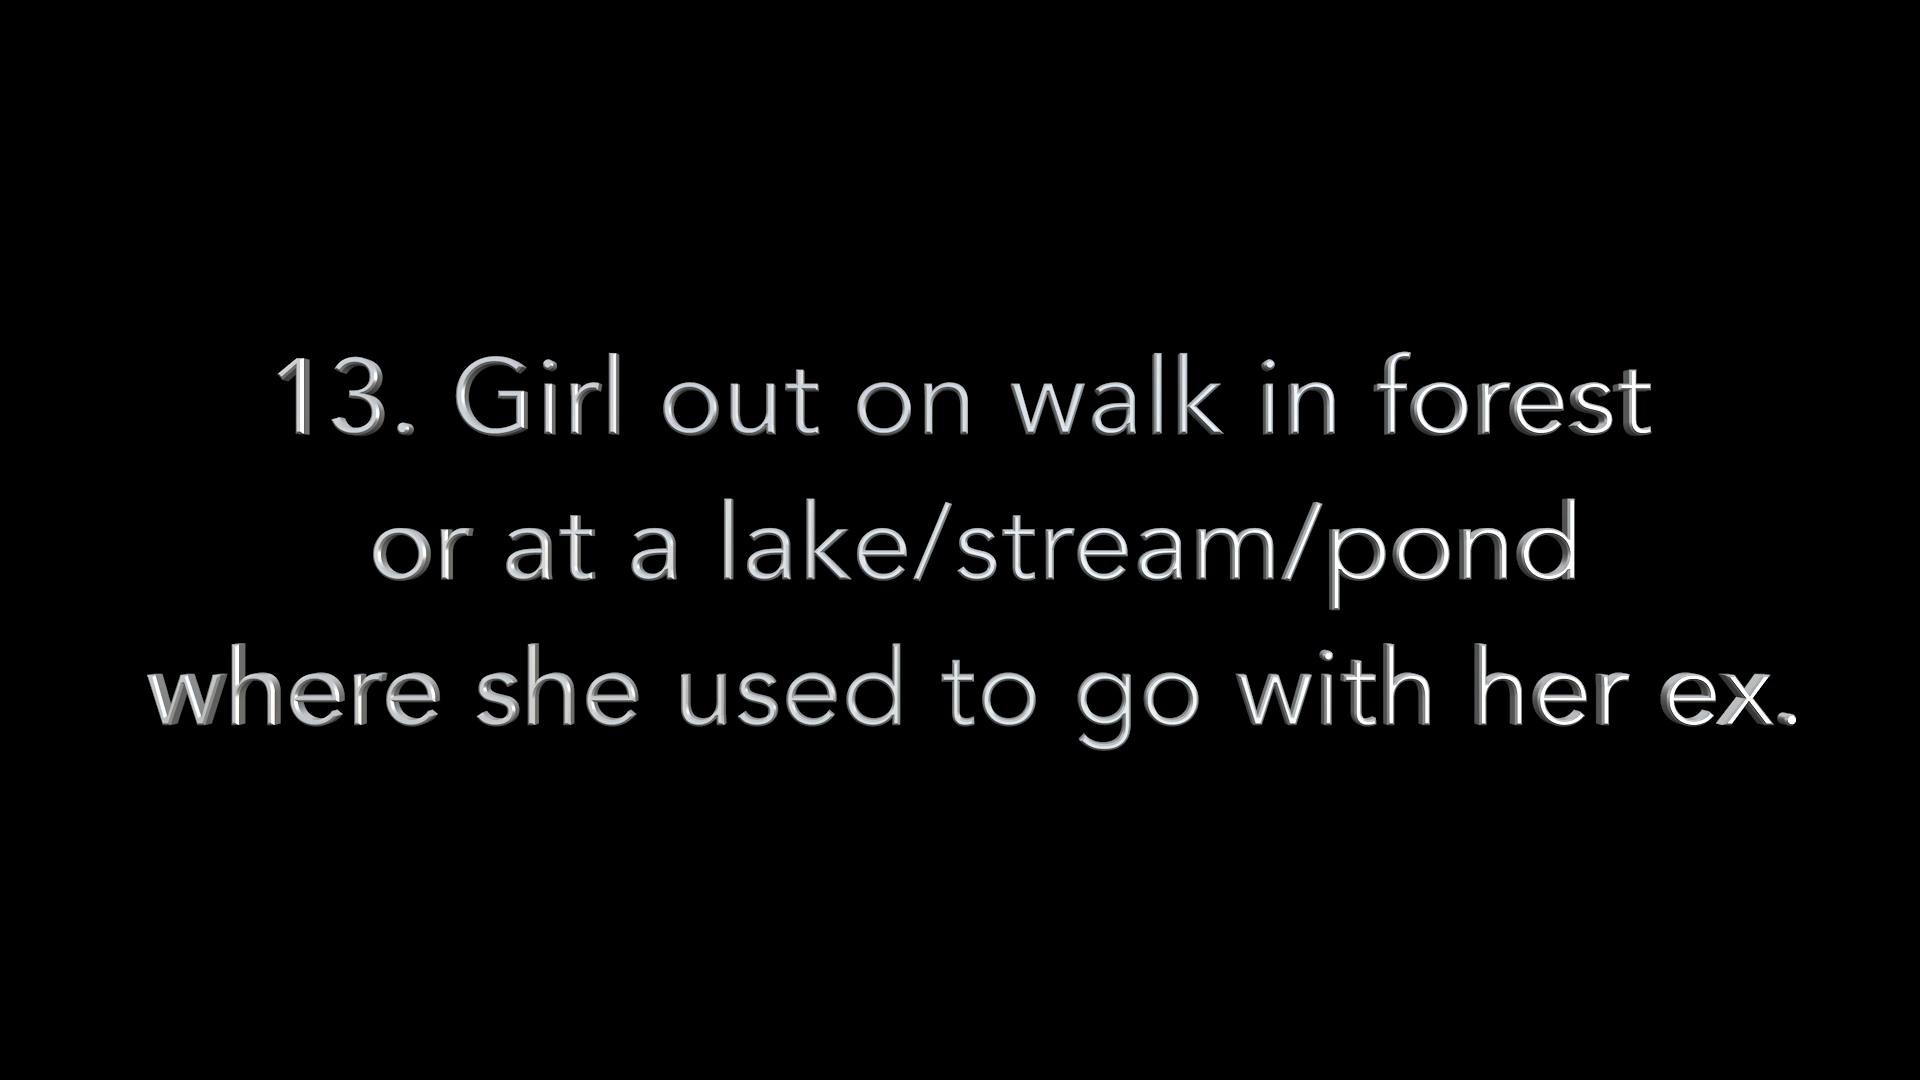 13. Girl out on walk in forest
or at a lake/stream/pond
where she used to go with her ex.